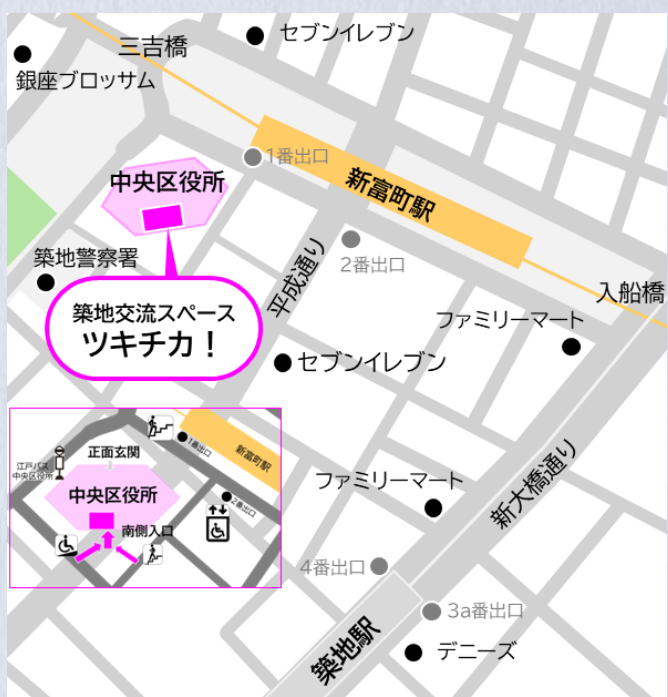 セブンイレブン
三吉橋
銀座ブロッサム
1番出口
中央区役所
新富町駅
2番出口
築地警察署
平成通り
入船橋
築地交流スペース
ツキチカ！
ファミリーマート
セブンイレブン
正面玄関
1番出口
新富町駅
江戸バス
中央区役所
中央区役所
2番出口
南側入口
ファミリーマート
新大橋通り
4番出口
3a番出口
築地駅
デニーズ